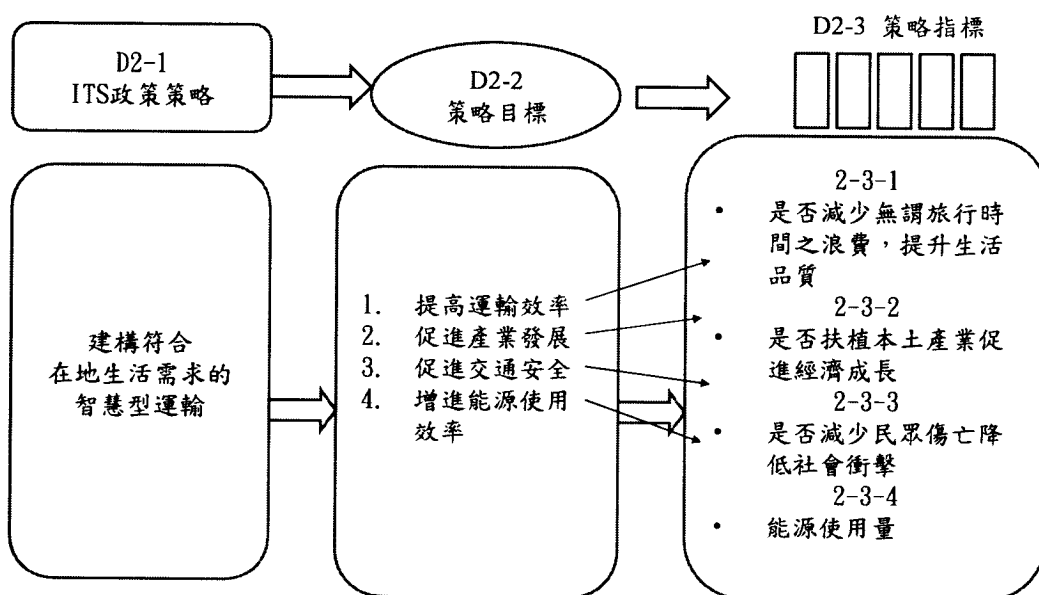 D2-1
ITS政策策略
D2-2
策略目標
D2-3 策略指標
建構符合
在地生活需求的
智慧型運輸
1. 提高運輸效率
2. 促進產業發展
3. 促進交通安全
4. 增進能源使用
效率
2-3-1
• 是否減少無謂旅行時
間之浪費，提升生活
品質
2-3-2
• 是否扶植本土產業促
進經濟成長
2-3-3
• 是否減少民眾傷亡降
低社會衝擊
2-3-4
• 能源使用量